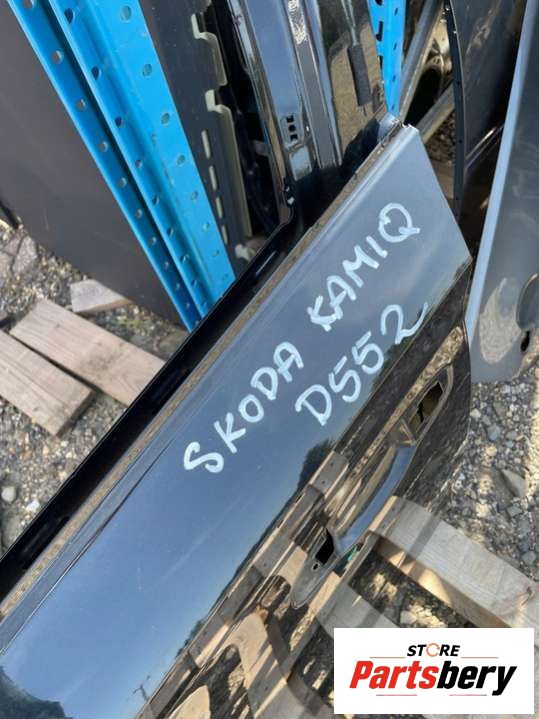 SKODA KAMIQ
D552
STORE
Partsbery